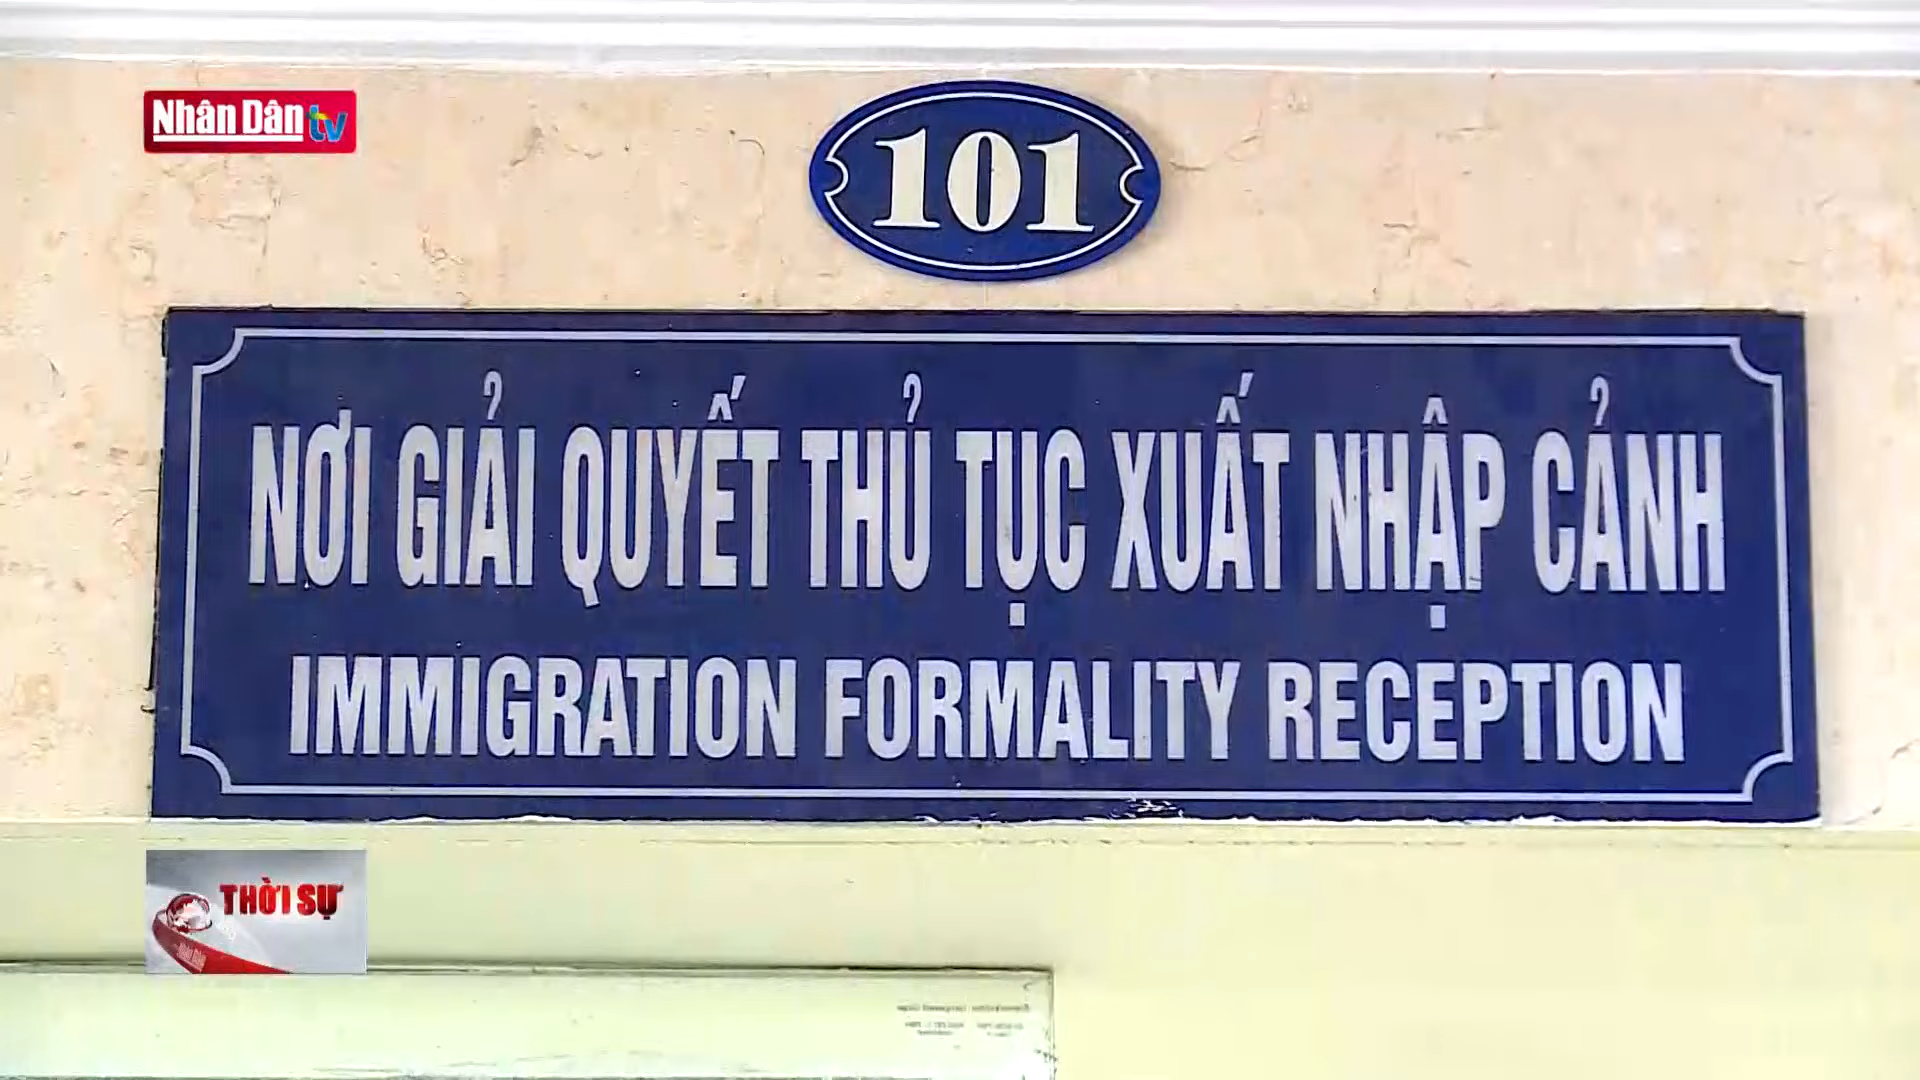 Nhân Dân tv
101
NƠI GIẢI QUYẾT THỦ TỤC XUẤT NHẬP CẢNH
IMMIGRATION FORMALITY RECEPTION
THỜI SỰ